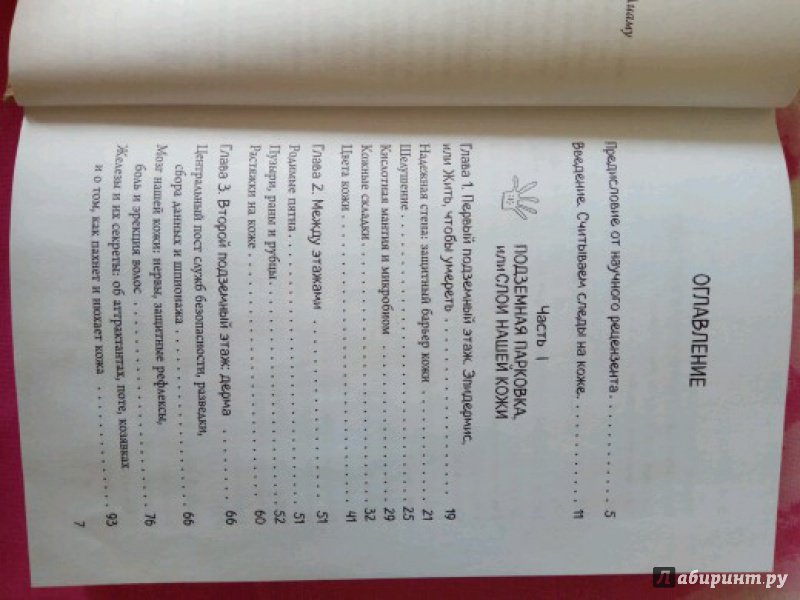 маму
ОГЛАВЛЕНИЕ
Предисловие от научного рецензента. . . . . . . . . . . . 5
Введение. Считываем следы на коже. . . . . . . . . . . . 11
Часть I
ПОДЗЕМНАЯ ПАРКОВКА,
или СЛОИ НАШЕЙ КОЖИ
Глава 1. Первый подземный этаж. Эпидермис,
или Жить, чтобы умереть . . . . . . . . . . . . . . . . 19
Надежная стена: защитный барьер кожи . . . . . . . . . . 21
Шелушение . . . . . . . . . . . . . . . . . . . . . . 25
Кислотная мантия и микробиом . . . . . . . . . . . . . . 29
Кожные складки . . . . . . . . . . . . . . . . . . . . 32
Цвета кожи . . . . . . . . . . . . . . . . . . . . . . 41
Глава 2. Между этажами . . . . . . . . . . . . . . . . 51
Родимые пятна . . . . . . . . . . . . . . . . . . . . . 51
Пузыри, раны и рубцы . . . . . . . . . . . . . . . . . 52
Растяжки на коже . . . . . . . . . . . . . . . . . . . 60
Глава 3. Второй подземный этаж: дерма . . . . . . . . . 66
Центральный пост служб безопасности, разведки,
сбора данных и шпионажа . . . . . . . . . . . . . . . . 66
Мозг нашей кожи: нервы, защитные рефлексы,
боль и эрекция волос . . . . . . . . . . . . . . . . . 76
Железы и их секреты: об аттрактантах, поте, козявках
и о том, как пахнет и нюхает кожа . . . . . . . . . . . 93
7
Лабиринт.ру